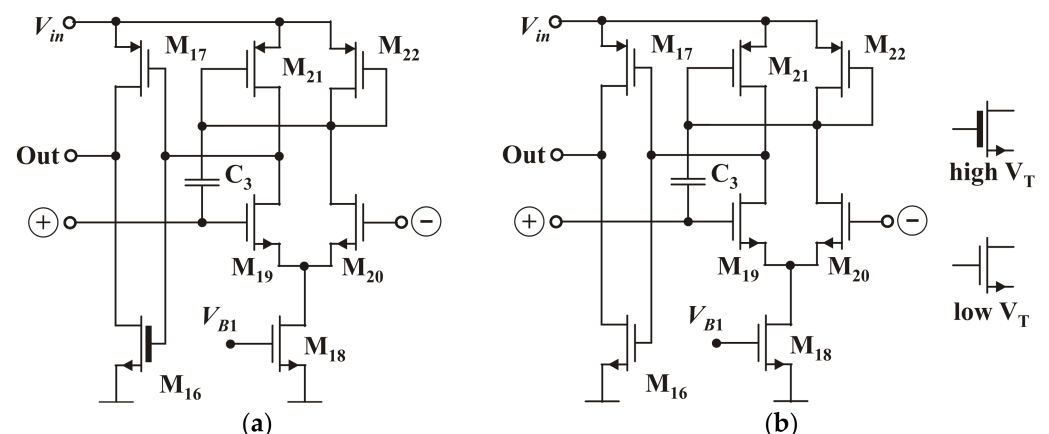 V_in
M_17
M_21
M_22
Out
C_3
+
−
M_19
M_20
V_B1
M_18
M_16
(a)
V_in
M_17
M_21
M_22
Out
C_3
+
−
M_19
M_20
V_B1
M_18
M_16
(b)
high V_T
low V_T